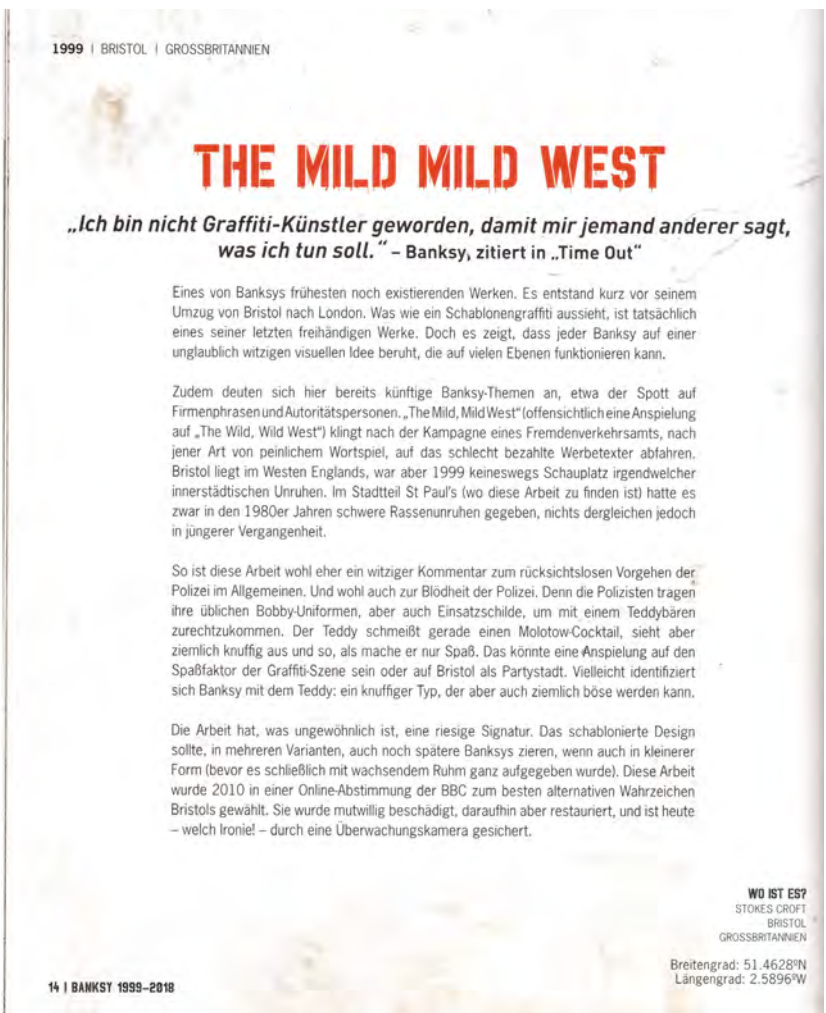 1999 | BRISTOL | GROSSBRITANNIEN
THE MILD MILD WEST
„Ich bin nicht Graffiti-Künstler geworden, damit mir jemand anderer sagt,
was ich tun soll.“ – Banksy, zitiert in „Time Out“
Eines von Banksys frühesten noch existierenden Werken. Es entstand kurz vor seinem
Umzug von Bristol nach London. Was wie ein Schablonengraffiti aussieht, ist tatsächlich
eines seiner letzten freihändigen Werke. Doch es zeigt, dass jeder Banksy auf einer
unglaublich witzigen visuellen Idee beruht, die auf vielen Ebenen funktionieren kann.
Zudem deuten sich hier bereits künftige Banksy-Themen an, etwa der Spott auf
Firmenphrasen und Autoritätspersonen. „The Mild, Mild West“ (offensichtlich eine Anspielung
auf „The Wild, Wild West“) klingt nach der Kampagne eines Fremdenverkehrsamts, nach
jener Art von peinlichem Wortspiel, auf das schlecht bezahlte Werbetexter abfahren.
Bristol liegt im Westen Englands, war aber 1999 keineswegs Schauplatz irgendwelcher
innerstädtischen Unruhen. Im Stadtteil St Paul's (wo diese Arbeit zu finden ist) hatte es
zwar in den 1980er Jahren schwere Rassenunruhen gegeben, nichts dergleichen jedoch
in jüngerer Vergangenheit.
So ist diese Arbeit wohl eher ein witziger Kommentar zum rücksichtslosen Vorgehen der
Polizei im Allgemeinen. Und wohl auch zur Blödheit der Polizei. Denn die Polizisten tragen
ihre üblichen Bobby-Uniformen, aber auch Einsatzschilde, um mit einem Teddybären
zurechtzukommen. Der Teddy schmeißt gerade einen Molotow-Cocktail, sieht aber
ziemlich knuffig aus und so, als mache er nur Spaß. Das könnte eine Anspielung auf den
Spaßfaktor der Graffiti-Szene sein oder auf Bristol als Partystadt. Vielleicht identifiziert
sich Banksy mit dem Teddy: ein knuffiger Typ, der aber auch ziemlich böse werden kann.
Die Arbeit hat, was ungewöhnlich ist, eine riesige Signatur. Das schablonierte Design
sollte, in mehreren Varianten, auch noch spätere Banksys zieren, wenn auch in kleinerer
Form (bevor es schließlich mit wachsendem Ruhm ganz aufgegeben wurde). Diese Arbeit
wurde 2010 in einer Online-Abstimmung der BBC zum besten alternativen Wahrzeichen
Bristols gewählt. Sie wurde mutwillig beschädigt, daraufhin aber restauriert, und ist heute
– welch Ironie! – durch eine Überwachungskamera gesichert.
WO IST ES?
STOKES CROFT
BRISTOL
GROSSBRITANNIEN
Breitengrad: 51.4628ºN
Längengrad: 2.5896ºW
14 | BANKSY 1999–2018